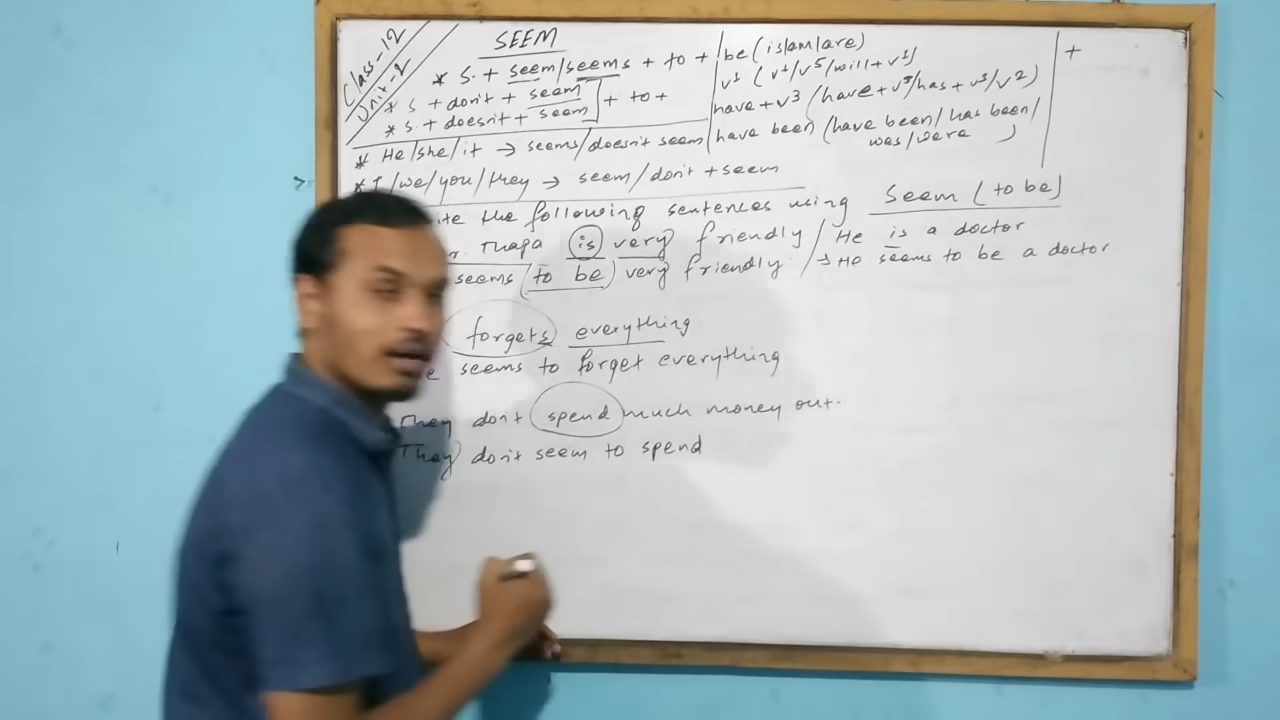 Class-12
Unit-2
SEEM
* S. + seem/seems + to + be (is/am/are)
v¹ (v¹/v⁵/will+v¹)
* S + don't + seem
* S. + doesn't + seem
+ to +
have + v³ (have + v³/has + v³/v²)
have been (have been/has been/
was/were )
+
* He/she/it → seems/doesn't seem
* I/we/you/they → seem/don't + seem
the following sentences using seem (to be)
Thapa is very friendly / He is a doctor
seems (to be) very friendly. / → He seems to be a doctor
forgets everything.
seems to forget everything
They don't spend much money out.
They don't seem to spend